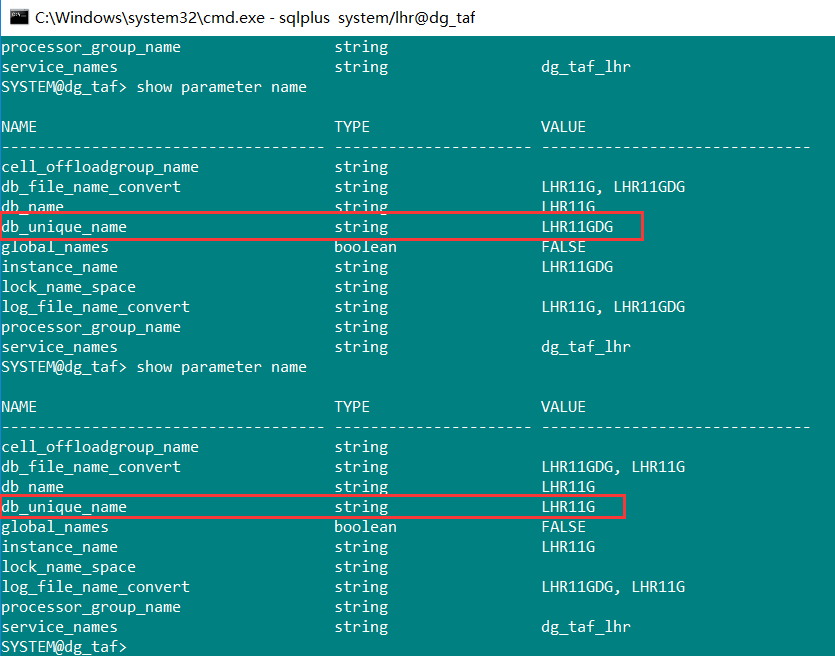 C:\Windows\system32\cmd.exe - sqlplus  system/lhr@dg_taf
processor_group_name                 string
service_names                        string                 dg_taf_lhr
SYSTEM@dg_taf> show parameter name
NAME                                 TYPE                   VALUE
------------------------------------ ---------------------- ------------------------------
cell_offloadgroup_name               string
db_file_name_convert                 string                 LHR11G, LHR11GDG
db_name                              string                 LHR11G
db_unique_name                       string                 LHR11GDG
global_names                         boolean                FALSE
instance_name                        string                 LHR11GDG
lock_name_space                      string
log_file_name_convert                string                 LHR11G, LHR11GDG
processor_group_name                 string
service_names                        string                 dg_taf_lhr
SYSTEM@dg_taf> show parameter name
NAME                                 TYPE                   VALUE
------------------------------------ ---------------------- ------------------------------
cell_offloadgroup_name               string
db_file_name_convert                 string                 LHR11GDG, LHR11G
db_name                              string                 LHR11G
db_unique_name                       string                 LHR11G
global_names                         boolean                FALSE
instance_name                        string                 LHR11G
lock_name_space                      string
log_file_name_convert                string                 LHR11GDG, LHR11G
processor_group_name                 string
service_names                        string                 dg_taf_lhr
SYSTEM@dg_taf>